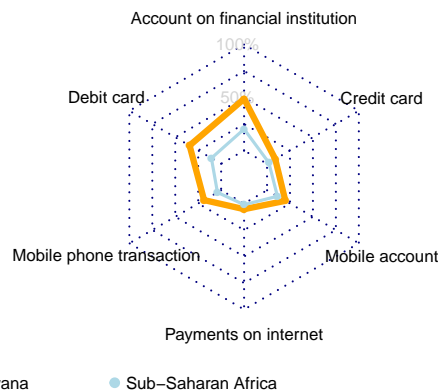 Account on financial institution
100%
Debit card
50%
Credit card
Mobile phone transaction
Mobile account
Payments on internet
Sub−Saharan Africa